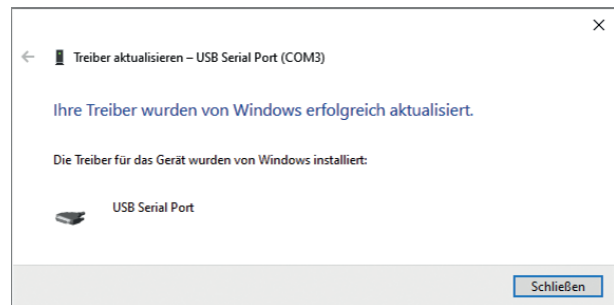 Treiber aktualisieren – USB Serial Port (COM3)
Ihre Treiber wurden von Windows erfolgreich aktualisiert.
Die Treiber für das Gerät wurden von Windows installiert:
USB Serial Port
Schließen